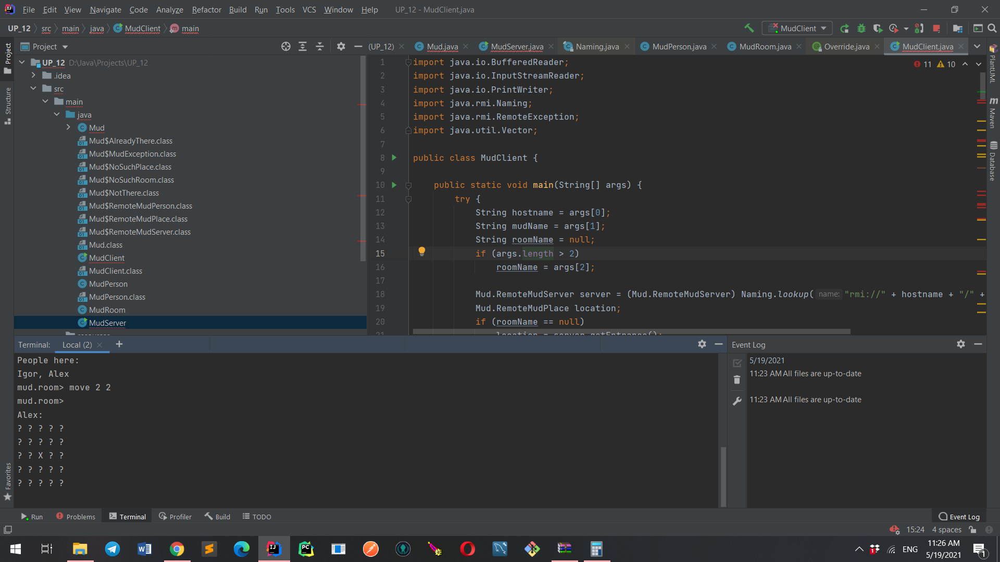 File Edit View Navigate Code Analyze Refactor Build Run Tools VCS Window Help UP_12 - MudClient.java
UP_12 src main java MudClient main
MudClient
Project
(UP_12) Mud.java MudServer.java Naming.java MudPerson.java MudRoom.java Override.java MudClient.java
Project
Structure
Favorites
UP_12 D:\Java\Projects\UP_12
.idea
src
main
java
Mud
Mud$AlreadyThere.class
Mud$MudException.class
Mud$NoSuchPlace.class
Mud$NoSuchRoom.class
Mud$NotThere.class
Mud$RemoteMudPerson.class
Mud$RemoteMudPlace.class
Mud$RemoteMudServer.class
Mud.class
MudClient
MudClient.class
MudPerson
MudPerson.class
MudRoom
MudServer
resources
11 10
1 import java.io.BufferedReader;
2 import java.io.InputStreamReader;
3 import java.io.PrintWriter;
4 import java.rmi.Naming;
5 import java.rmi.RemoteException;
6 import java.util.Vector;
7
8 public class MudClient {
9
10 public static void main(String[] args) {
11 try {
12 String hostname = args[0];
13 String mudName = args[1];
14 String roomName = null;
15 if (args.length > 2)
16 roomName = args[2];
17
18 Mud.RemoteMudServer server = (Mud.RemoteMudServer) Naming.lookup( name: "rmi://" + hostname + "/" +
19 Mud.RemoteMudPlace location;
20 if (roomName == null)
21 location = server.getEntrance();
PlantUML
m Maven
Database
Terminal: Local (2)
People here:
Igor, Alex
mud.room> move 2 2
mud.room>
Alex:
? ? ? ? ?
? ? ? ? ?
? ? X ? ?
? ? ? ? ?
? ? ? ? ?
Event Log
5/19/2021
11:23 AM All files are up-to-date
11:23 AM All files are up-to-date
Run Problems Terminal Profiler Build TODO Event Log
15:24 4 spaces
ENG
11:26 AM
5/19/2021
1